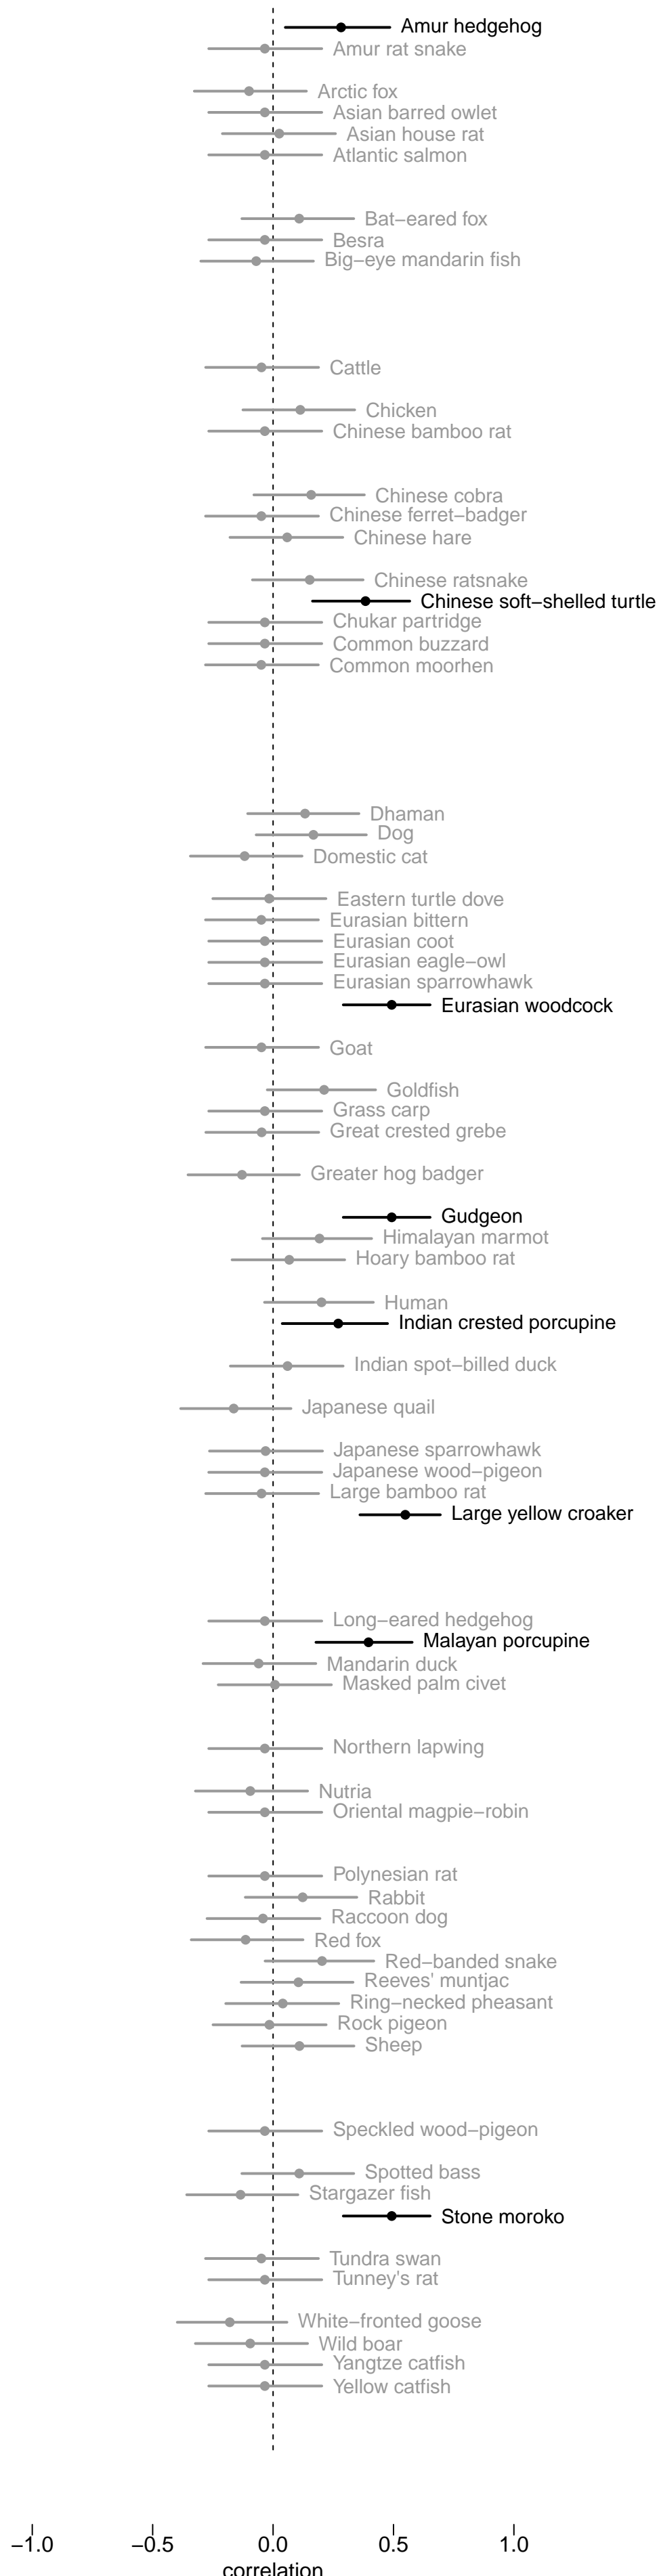 Amur hedgehog
Amur rat snake
Arctic fox
Asian barred owlet
Asian house rat
Atlantic salmon
Bat−eared fox
Besra
Big−eye mandarin fish
Cattle
Chicken
Chinese bamboo rat
Chinese cobra
Chinese ferret−badger
Chinese hare
Chinese ratsnake
Chinese soft−shelled turtle
Chukar partridge
Common buzzard
Common moorhen
Dhaman
Dog
Domestic cat
Eastern turtle dove
Eurasian bittern
Eurasian coot
Eurasian eagle−owl
Eurasian sparrowhawk
Eurasian woodcock
Goat
Goldfish
Grass carp
Great crested grebe
Greater hog badger
Gudgeon
Himalayan marmot
Hoary bamboo rat
Human
Indian crested porcupine
Indian spot−billed duck
Japanese quail
Japanese sparrowhawk
Japanese wood−pigeon
Large bamboo rat
Large yellow croaker
Long−eared hedgehog
Malayan porcupine
Mandarin duck
Masked palm civet
Northern lapwing
Nutria
Oriental magpie−robin
Polynesian rat
Rabbit
Raccoon dog
Red fox
Red−banded snake
Reeves' muntjac
Ring−necked pheasant
Rock pigeon
Sheep
Speckled wood−pigeon
Spotted bass
Stargazer fish
Stone moroko
Tundra swan
Tunney's rat
White−fronted goose
Wild boar
Yangtze catfish
Yellow catfish
−1.0 −0.5 0.0 0.5 1.0
correlation